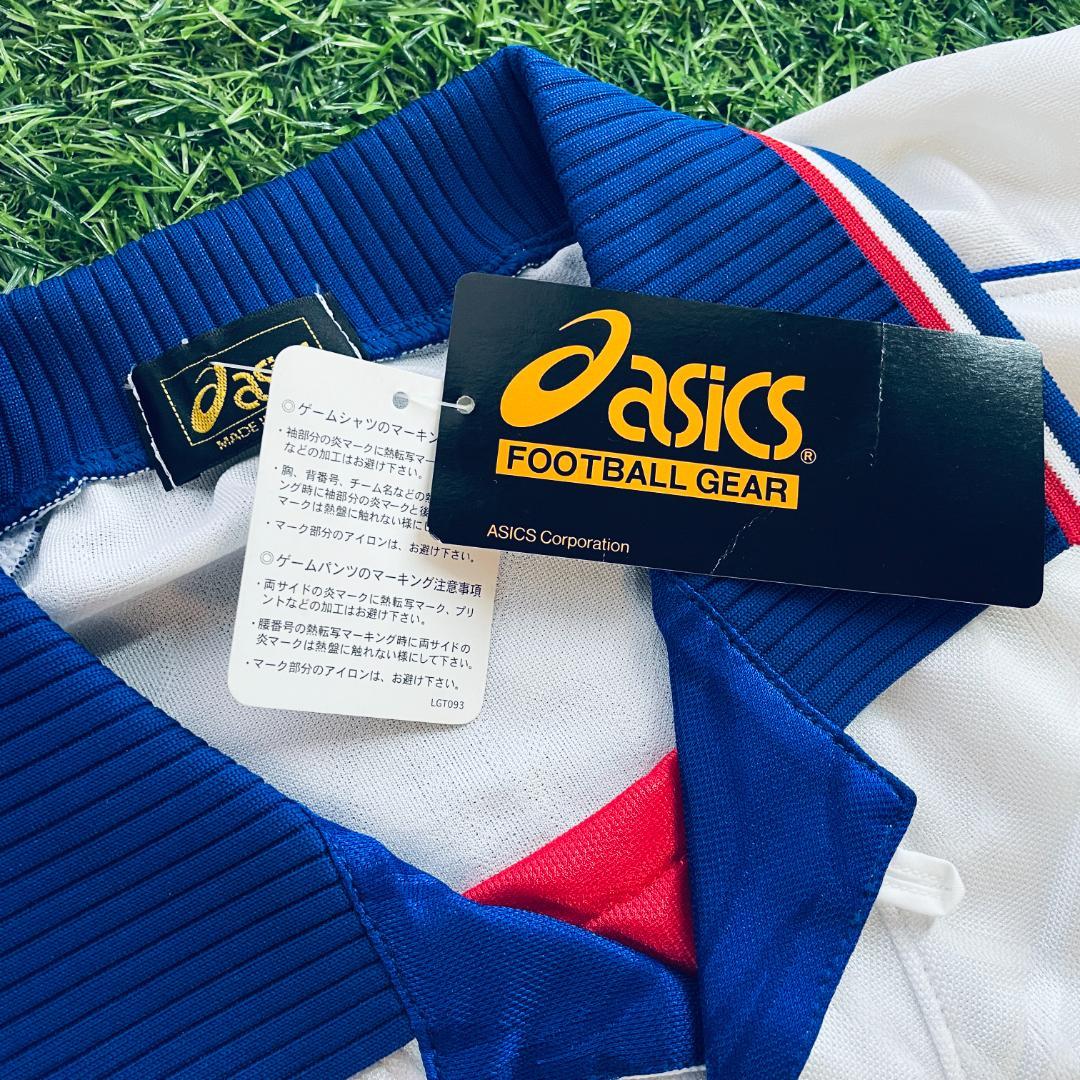 asics
MADE
◎ゲームシャツのマーキン
・袖部分の炎マークに熱転写マー
などの加工はお避け下さい。
・胸、背番号、チーム名などの
ング時に袖部分の炎マークと後
マークは熱盤に触れない様に
・マーク部分のアイロンは、お避け下さい。
◎ゲームパンツのマーキング注意事項
・両サイドの炎マークに熱転写マーク、プリ
ントなどの加工はお避け下さい。
・腰番号の熱転写マーキング時に両サイドの
炎マークは熱盤に触れない様にして下さい。
・マーク部分のアイロンは、お避け下さい。
LGT093
asics®
FOOTBALL GEAR
ASICS Corporation